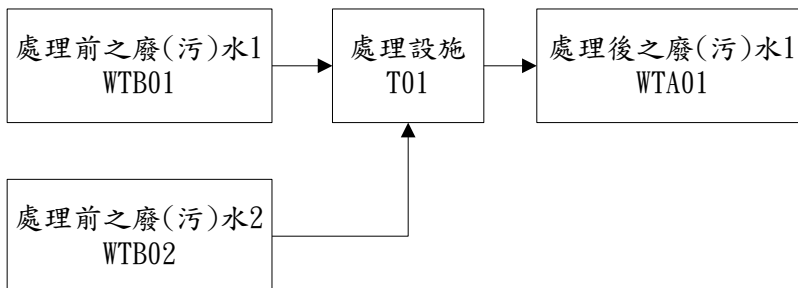 處理前之廢(污)水1
WTB01
處理設施
T01
處理後之廢(污)水1
WTA01
處理前之廢(污)水2
WTB02